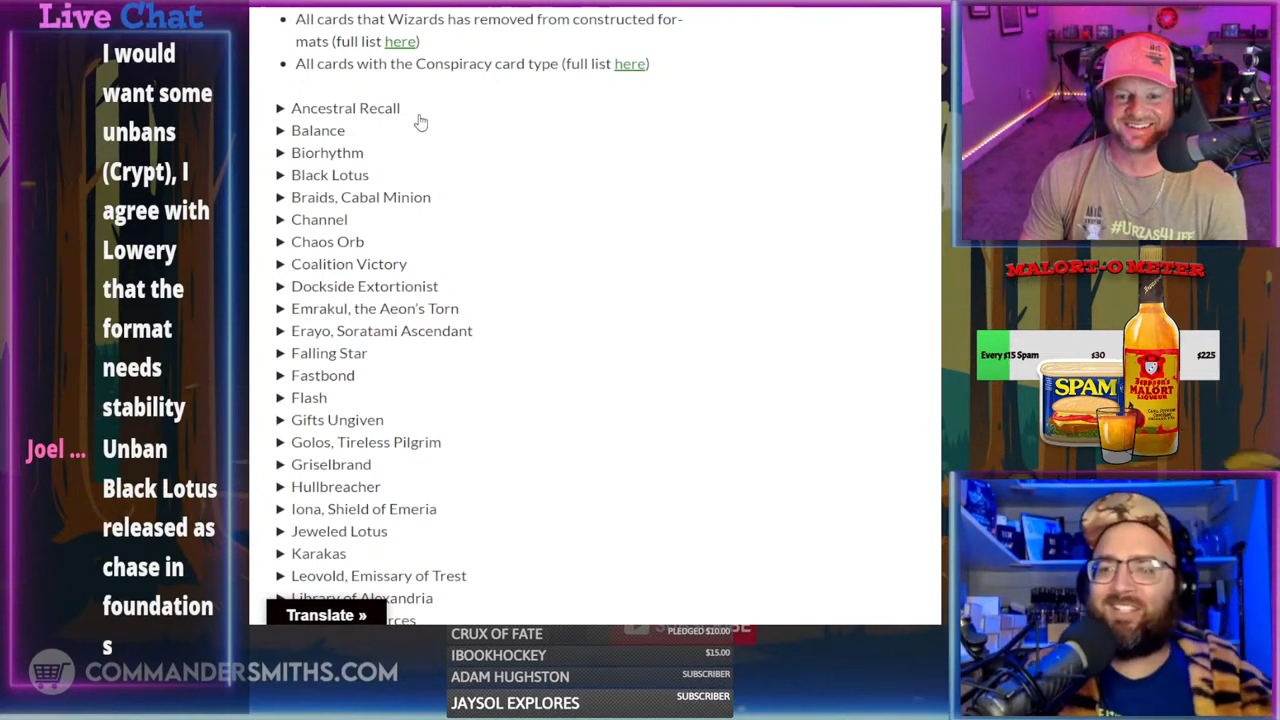 Live Chat
I would
want some
unbans
(Crypt), I
agree with
Lowery
that the
format
needs
stability
Joel ... Unban
Black Lotus
released as
chase in
foundation
s
All cards that Wizards has removed from constructed for-
mats (full list here)
All cards with the Conspiracy card type (full list here)
Ancestral Recall
Balance
Biorhythm
Black Lotus
Braids, Cabal Minion
Channel
Chaos Orb
Coalition Victory
Dockside Extortionist
Emrakul, the Aeon's Torn
Erayo, Soratami Ascendant
Falling Star
Fastbond
Flash
Gifts Ungiven
Golos, Tireless Pilgrim
Griselbrand
Hullbreacher
Iona, Shield of Emeria
Jeweled Lotus
Karakas
Leovold, Emissary of Trest
Library of Alexandria
Translate »
CRUX OF FATE PLEDGED $10.00
IBOOKHOCKEY $15.00
ADAM HUGHSTON SUBSCRIBER
JAYSOL EXPLORES SUBSCRIBER
COMMANDERSMITHS.COM
#URZAS4LIFE
MALORT-O METER
Every $15 Spam $30 $225
SPAM
MALÖRT
LIQUEUR